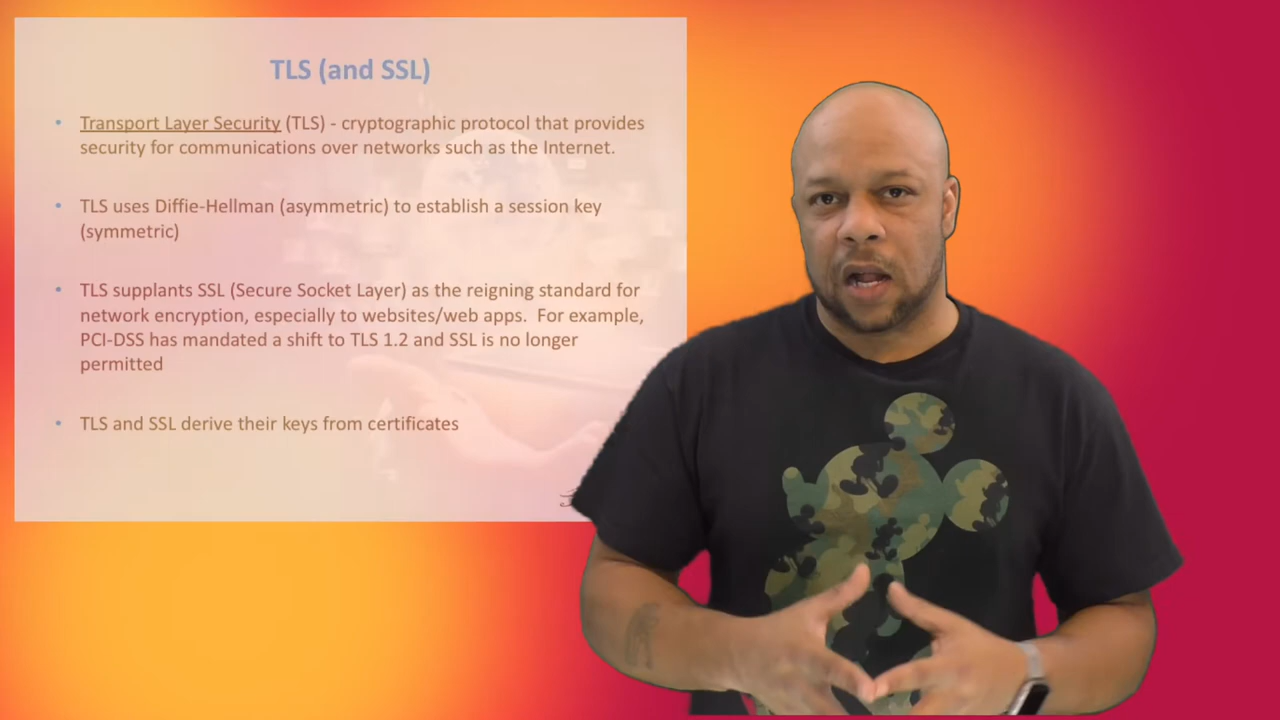 TLS (and SSL)
• Transport Layer Security (TLS) - cryptographic protocol that provides
security for communications over networks such as the Internet.
• TLS uses Diffie-Hellman (asymmetric) to establish a session key
(symmetric)
• TLS supplants SSL (Secure Socket Layer) as the reigning standard for
network encryption, especially to websites/web apps.  For example,
PCI-DSS has mandated a shift to TLS 1.2 and SSL is no longer
permitted
• TLS and SSL derive their keys from certificates